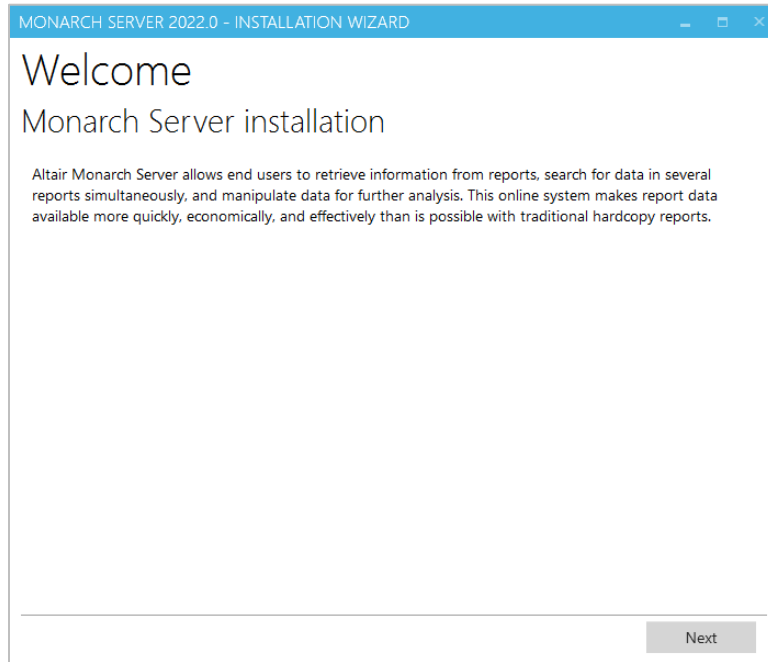 MONARCH SERVER 2022.0 - INSTALLATION WIZARD
Welcome
Monarch Server installation
Altair Monarch Server allows end users to retrieve information from reports, search for data in several
reports simultaneously, and manipulate data for further analysis. This online system makes report data
available more quickly, economically, and effectively than is possible with traditional hardcopy reports.
Next